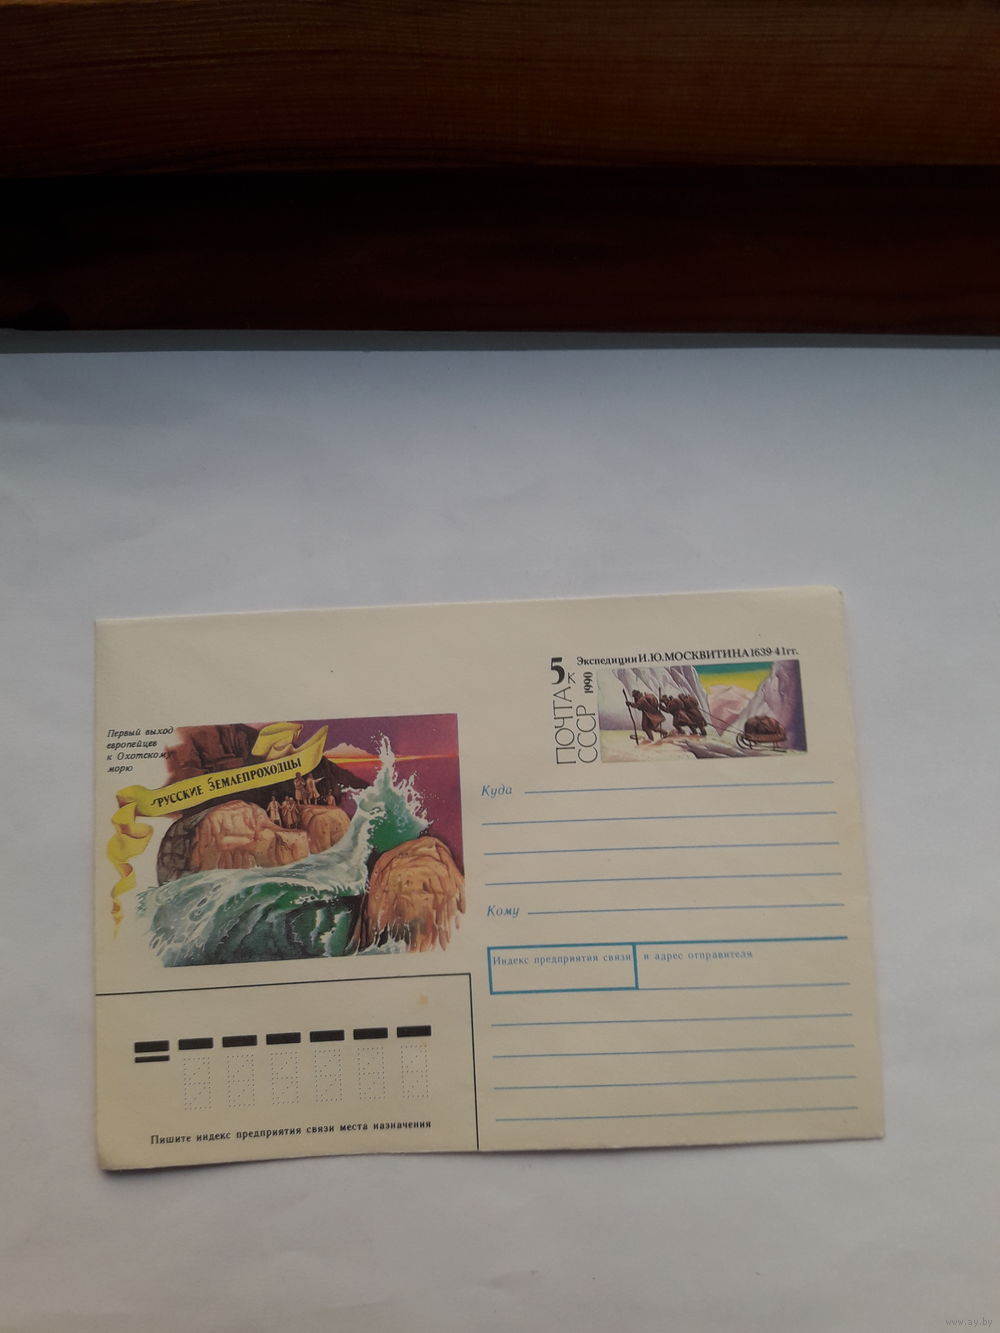 5к
Экспедиции И.Ю.МОСКВИТИНА 1639-41гг.
ПОЧТА
СССР
1990
Первый выход
европейцев
к Охотскому
морю
РУССКИЕ ЗЕМЛЕПРОХОДЦЫ
Куда
Кому
Индекс предприятия связи и адрес отправителя
Пишите индекс предприятия связи места назначения
www.ay.by